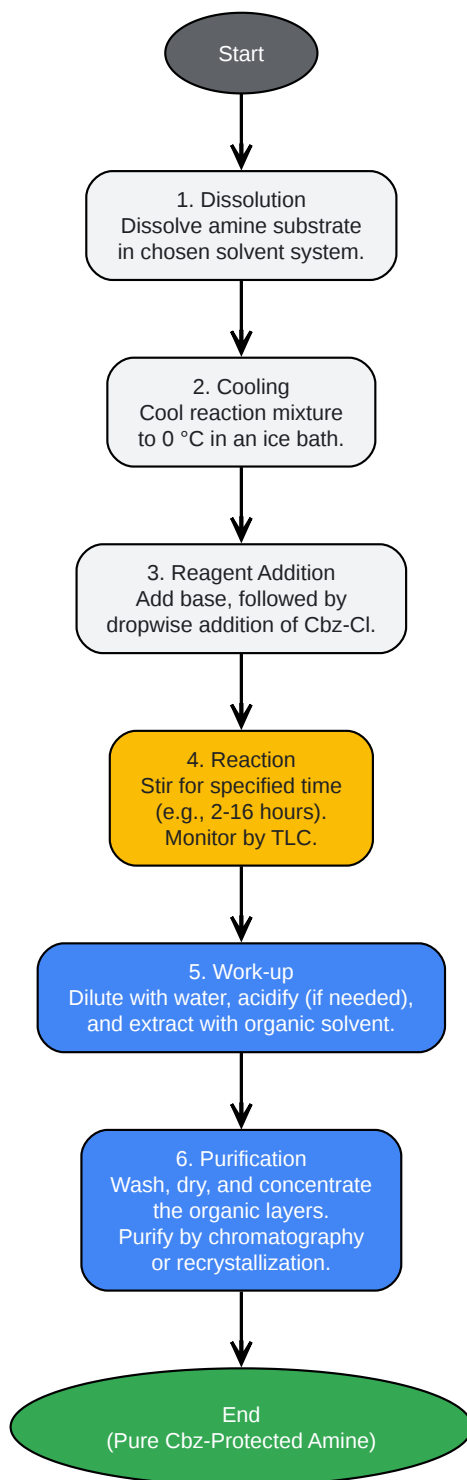 Start
1. Dissolution
Dissolve amine substrate
in chosen solvent system.
2. Cooling
Cool reaction mixture
to 0 °C in an ice bath.
3. Reagent Addition
Add base, followed by
dropwise addition of Cbz-Cl.
4. Reaction
Stir for specified time
(e.g., 2-16 hours).
Monitor by TLC.
5. Work-up
Dilute with water, acidify (if needed),
and extract with organic solvent.
6. Purification
Wash, dry, and concentrate
the organic layers.
Purify by chromatography
or recrystallization.
End
(Pure Cbz-Protected Amine)